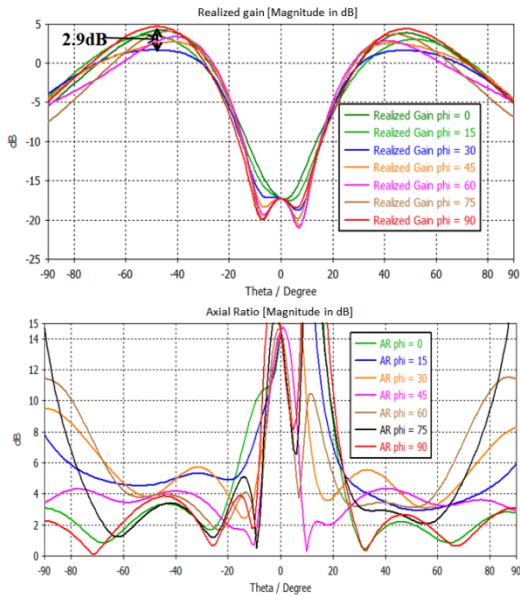 Realized gain [Magnitude in dB]
5
0
-5
-10
-15
-20
-25
dB
2.9dB
Realized Gain phi = 0
Realized Gain phi = 15
Realized Gain phi = 30
Realized Gain phi = 45
Realized Gain phi = 60
Realized Gain phi = 75
Realized Gain phi = 90
-90 -80 -60 -40 -20 0 20 40 60 80 90
Theta / Degree
Axial Ratio [Magnitude in dB]
15
14
12
10
8
6
4
2
0
dB
AR phi = 0
AR phi = 15
AR phi = 30
AR phi = 45
AR phi = 60
AR phi = 75
AR phi = 90
-90 -80 -60 -40 -20 0 20 40 60 80 90
Theta / Degree